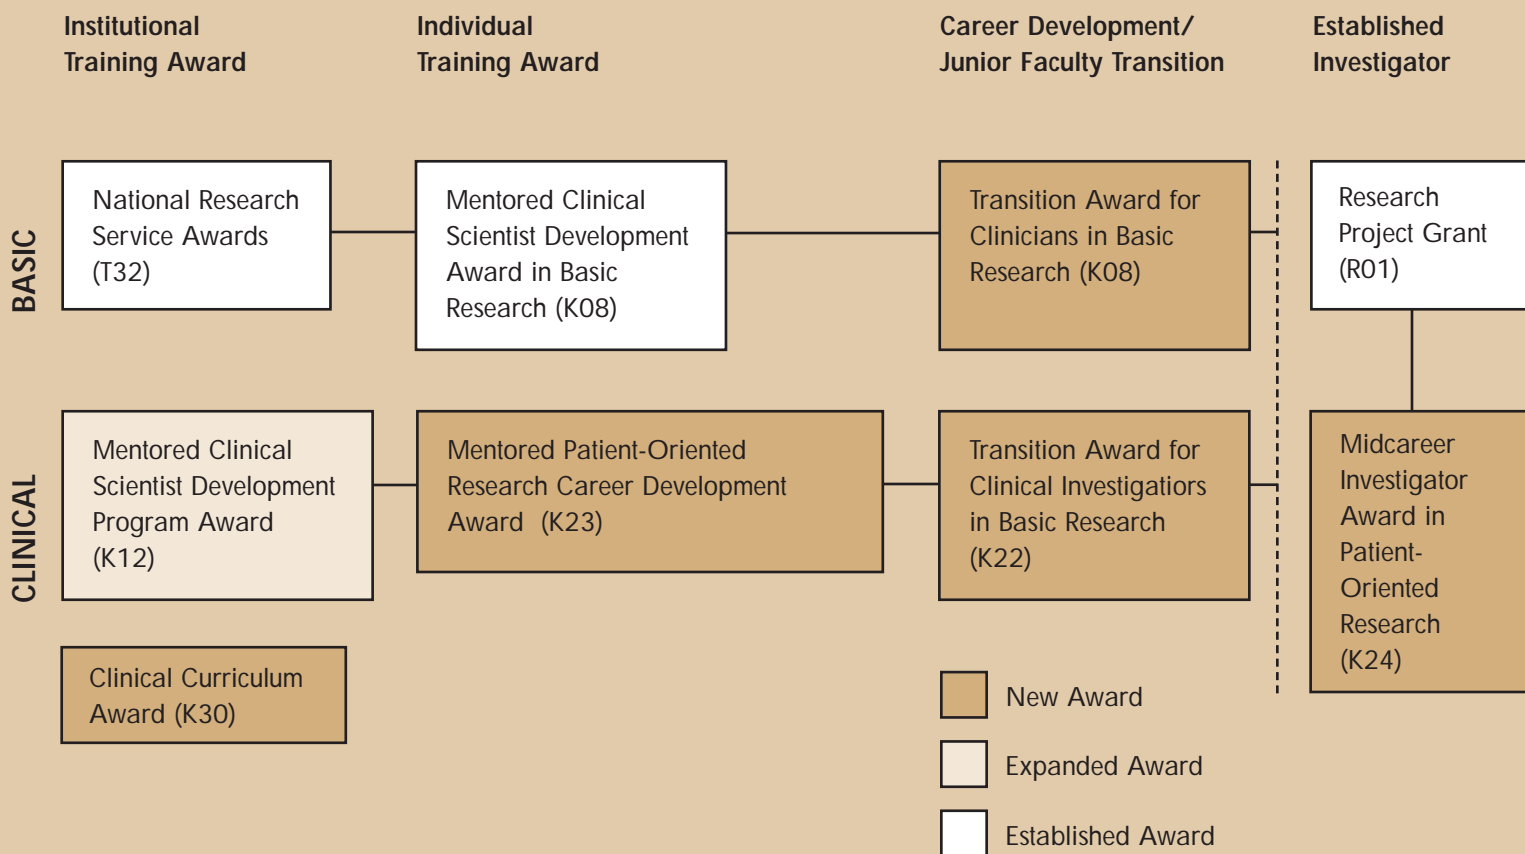 Institutional
Training Award
Individual
Training Award
Career Development/
Junior Faculty Transition
Established
Investigator
BASIC
National Research
Service Awards
(T32)
Mentored Clinical
Scientist Development
Award in Basic
Research (K08)
Transition Award for
Clinicians in Basic
Research (K08)
Research
Project Grant
(R01)
CLINICAL
Mentored Clinical
Scientist Development
Program Award
(K12)
Mentored Patient-Oriented
Research Career Development
Award (K23)
Transition Award for
Clinical Investigatiors
in Basic Research
(K22)
Midcareer
Investigator
Award in
Patient-
Oriented
Research
(K24)
Clinical Curriculum
Award (K30)
New Award
Expanded Award
Established Award